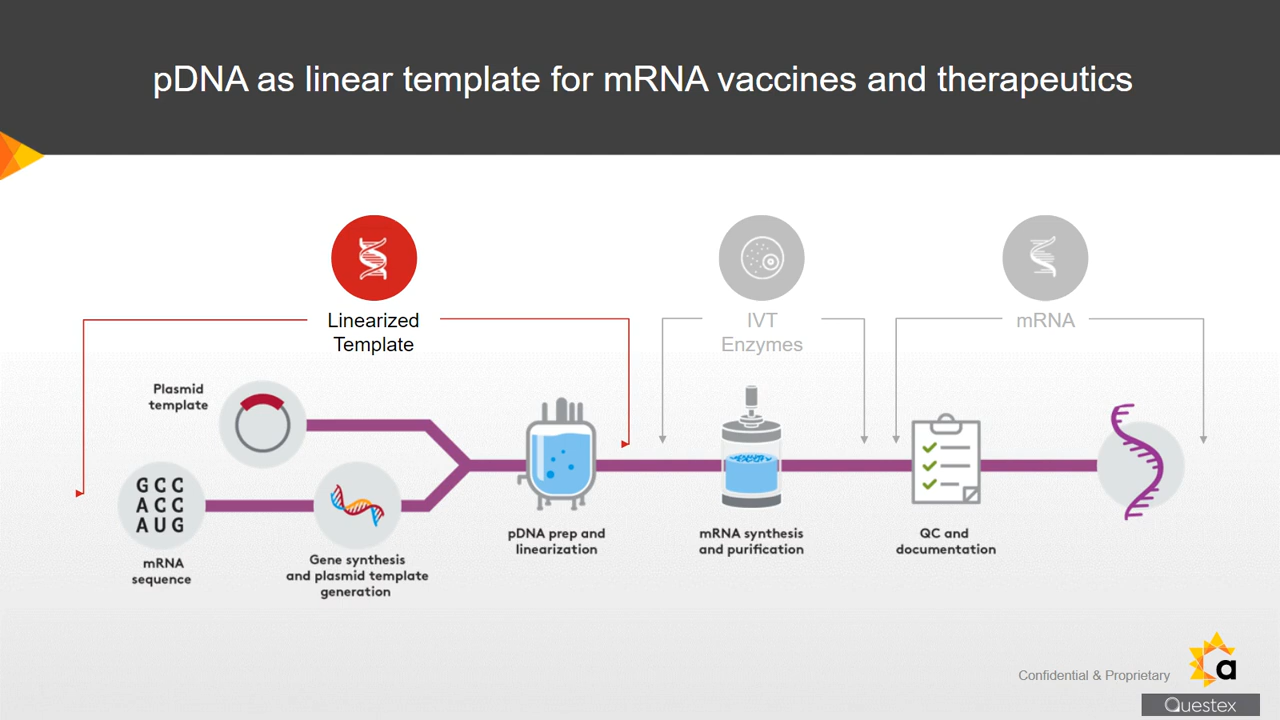 pDNA as linear template for mRNA vaccines and therapeutics
Linearized
Template
IVT
Enzymes
mRNA
Plasmid
template
GCC
ACC
AUG
mRNA
sequence
Gene synthesis
and plasmid template
generation
pDNA prep and
linearization
mRNA synthesis
and purification
QC and
documentation
Confidential & Proprietary
a
Questex